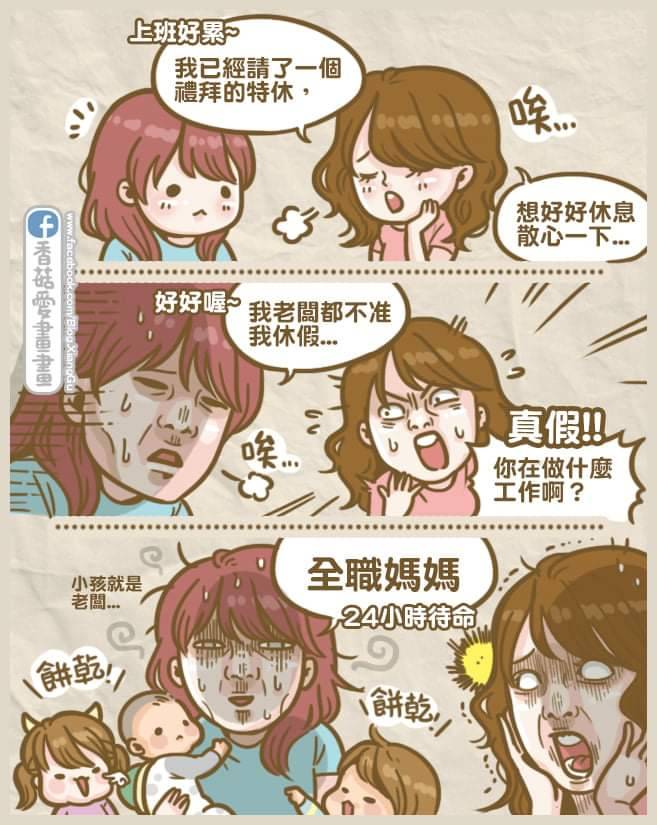 上班好累~
我已經請了一個
禮拜的特休，
唉...
想好好休息
散心一下...
香菇愛畫畫
www.facebook.com/Blog.XiangGu
好好喔~
我老闆都不准
我休假...
唉...
真假!!
你在做什麼
工作啊？
小孩就是
老闆...
全職媽媽
24小時待命
餅乾!
餅乾!